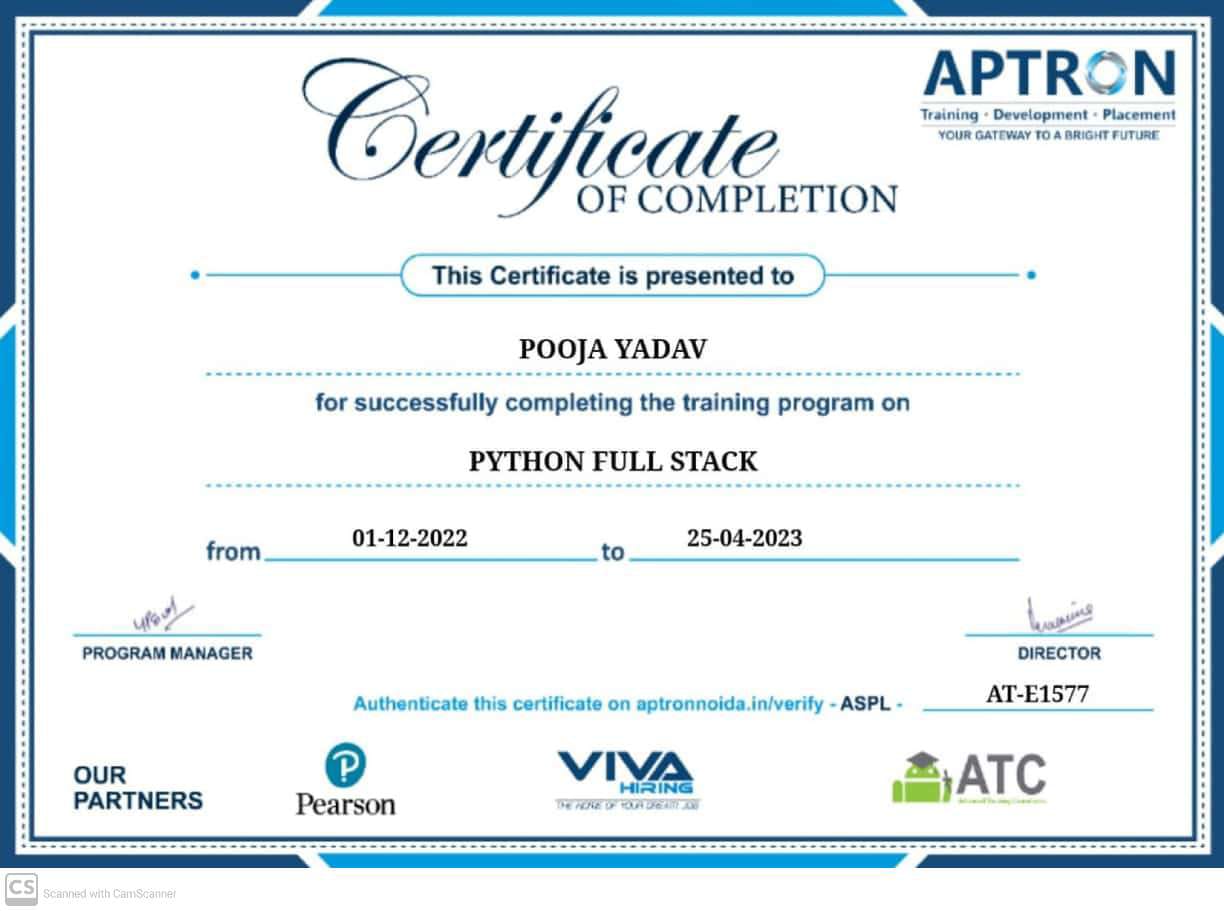 Certificate
OF COMPLETION
APTRON
Training • Development • Placement
YOUR GATEWAY TO A BRIGHT FUTURE
This Certificate is presented to
POOJA YADAV
for successfully completing the training program on
PYTHON FULL STACK
from 01-12-2022 to 25-04-2023
PROGRAM MANAGER
DIRECTOR
Authenticate this certificate on aptronnoida.in/verify - ASPL - AT-E1577
OUR
PARTNERS
Pearson
VIVA
HIRING
THE HOME OF YOUR DREAM JOB
ATC
CS Scanned with CamScanner